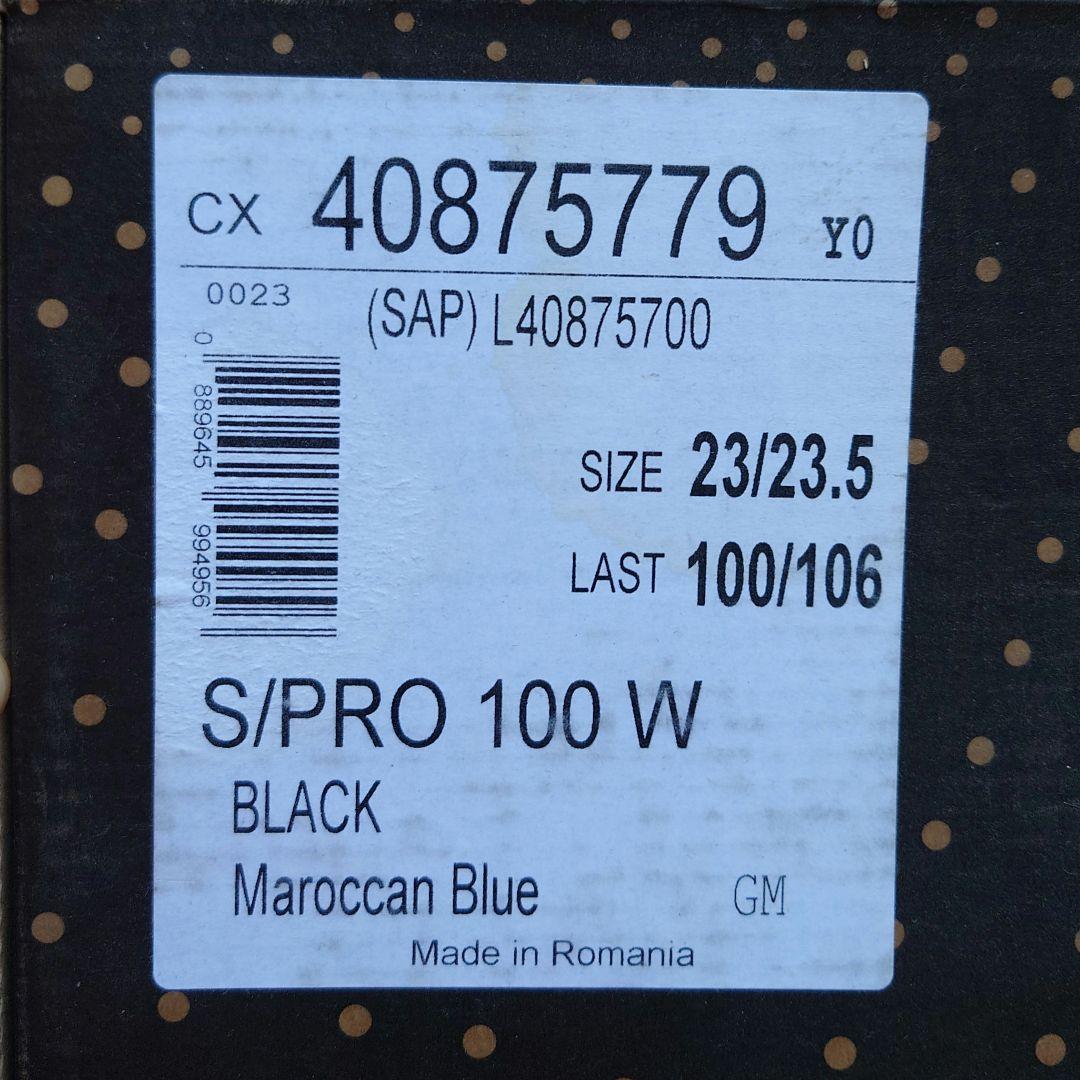 CX 40875779 Y0
0023
(SAP) L40875700
0 889645 994956
SIZE 23/23.5
LAST 100/106
S/PRO 100 W
BLACK
Maroccan Blue
GM
Made in Romania